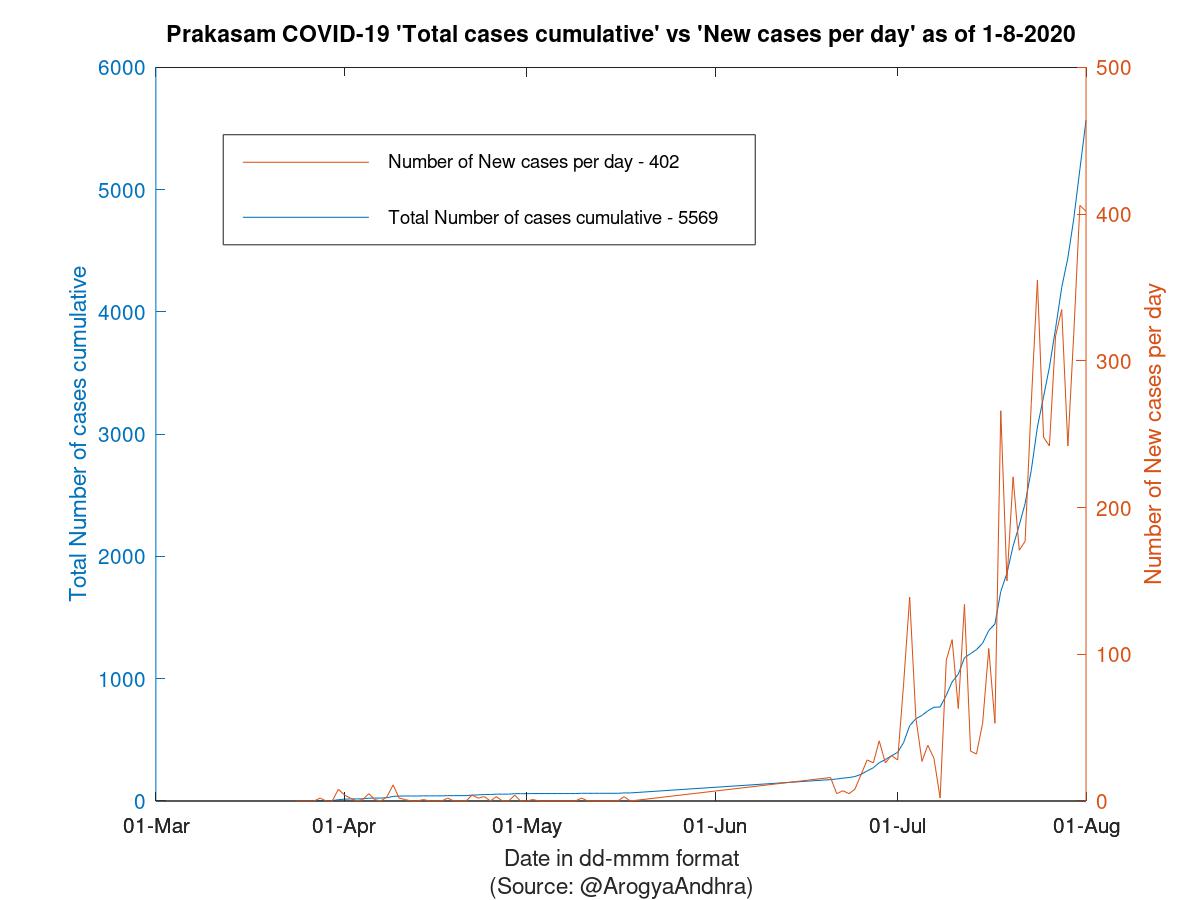 Prakasam COVID-19 'Total cases cumulative' vs 'New cases per day' as of 1-8-2020
6000
5000
4000
3000
2000
1000
0
Total Number of cases cumulative
Number of New cases per day - 402
Total Number of cases cumulative - 5569
500
400
300
200
100
0
Number of New cases per day
01-Mar 01-Apr 01-May 01-Jun 01-Jul 01-Aug
Date in dd-mmm format
(Source: @ArogyaAndhra)